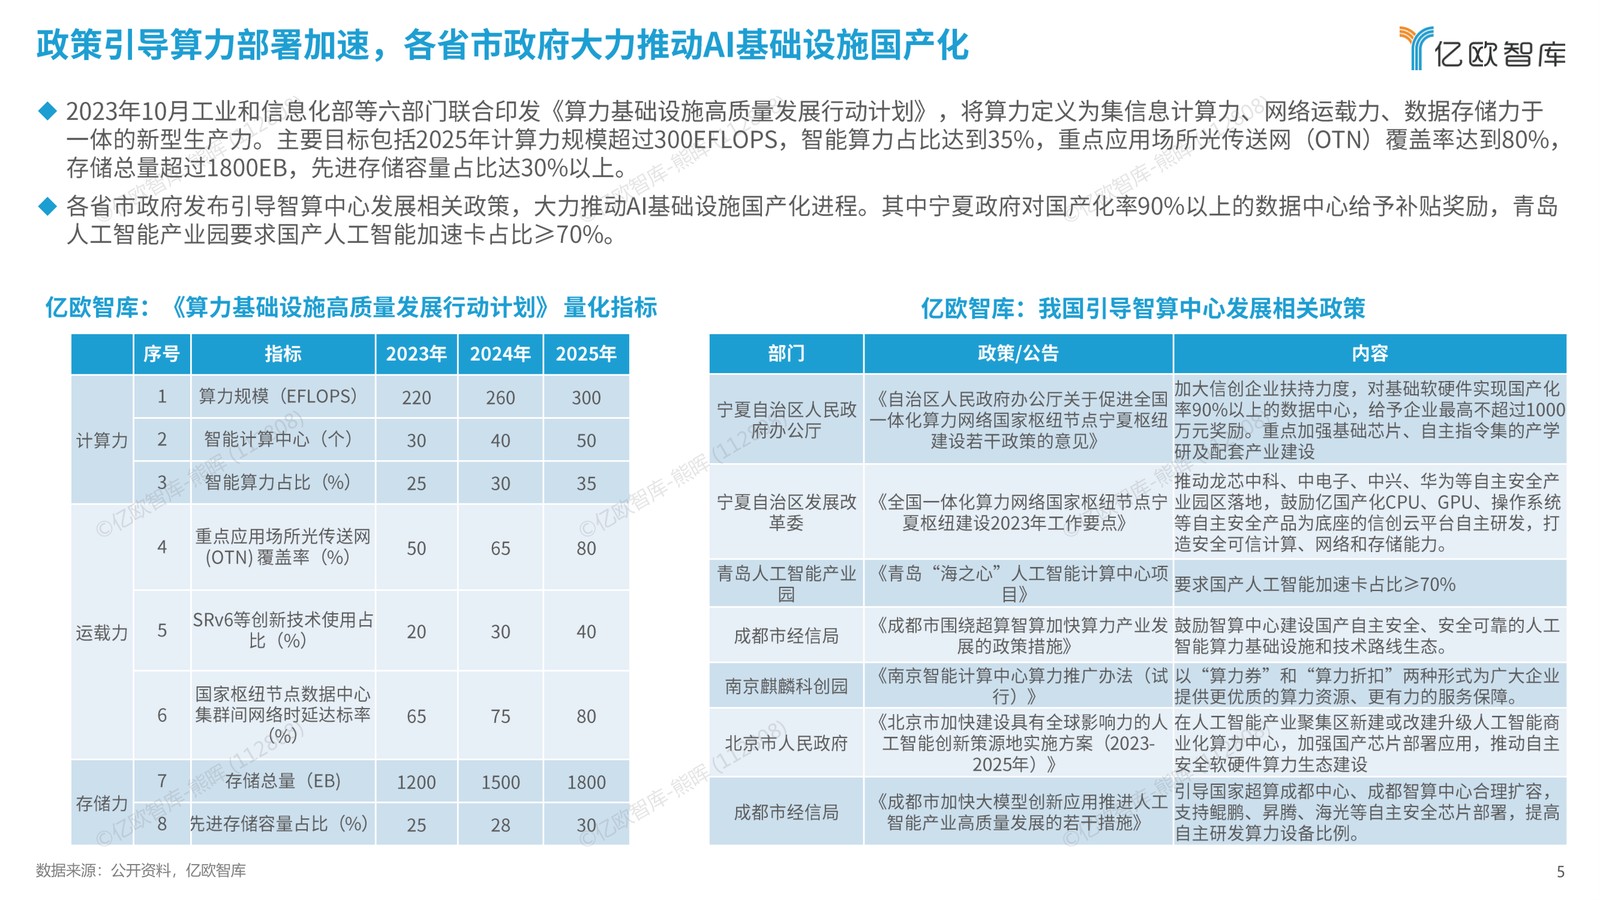 政策引导算力部署加速，各省市政府大力推动AI基础设施国产化
亿欧智库
◆ 2023年10月工业和信息化部等六部门联合印发《算力基础设施高质量发展行动计划》，将算力定义为集信息计算力、网络运载力、数据存储力于
一体的新型生产力。主要目标包括2025年计算力规模超过300EFLOPS，智能算力占比达到35%，重点应用场所光传送网（OTN）覆盖率达到80%，
存储总量超过1800EB，先进存储容量占比达30%以上。
◆ 各省市政府发布引导智算中心发展相关政策，大力推动AI基础设施国产化进程。其中宁夏政府对国产化率90%以上的数据中心给予补贴奖励，青岛
人工智能产业园要求国产人工智能加速卡占比≥70%。
亿欧智库：《算力基础设施高质量发展行动计划》 量化指标
序号 指标 2023年 2024年 2025年
计算力
1 算力规模（EFLOPS） 220 260 300
2 智能计算中心（个） 30 40 50
3 智能算力占比（%） 25 30 35
运载力
4 重点应用场所光传送网
(OTN) 覆盖率（%） 50 65 80
5 SRv6等创新技术使用占
比（%） 20 30 40
6 国家枢纽节点数据中心
集群间网络时延达标率
（%） 65 75 80
存储力
7 存储总量（EB) 1200 1500 1800
8 先进存储容量占比（%） 25 28 30
亿欧智库：我国引导智算中心发展相关政策
部门 政策/公告 内容
宁夏自治区人民政
府办公厅
《自治区人民政府办公厅关于促进全国
一体化算力网络国家枢纽节点宁夏枢纽
建设若干政策的意见》
加大信创企业扶持力度，对基础软硬件实现国产化
率90%以上的数据中心，给予企业最高不超过1000
万元奖励。重点加强基础芯片、自主指令集的产学
研及配套产业建设
宁夏自治区发展改
革委
《全国一体化算力网络国家枢纽节点宁
夏枢纽建设2023年工作要点》
推动龙芯中科、中电子、中兴、华为等自主安全产
业园区落地，鼓励亿国产化CPU、GPU、操作系统
等自主安全产品为底座的信创云平台自主研发，打
造安全可信计算、网络和存储能力。
青岛人工智能产业
园
《青岛“海之心”人工智能计算中心项
目》
要求国产人工智能加速卡占比≥70%
成都市经信局
《成都市围绕超算智算加快算力产业发
展的政策措施》
鼓励智算中心建设国产自主安全、安全可靠的人工
智能算力基础设施和技术路线生态。
南京麒麟科创园
《南京智能计算中心算力推广办法（试
行）》
以“算力券”和“算力折扣”两种形式为广大企业
提供更优质的算力资源、更有力的服务保障。
北京市人民政府
《北京市加快建设具有全球影响力的人
工智能创新策源地实施方案（2023-
2025年）》
在人工智能产业聚集区新建或改建升级人工智能商
业化算力中心，加强国产芯片部署应用，推动自主
安全软硬件算力生态建设
成都市经信局
《成都市加快大模型创新应用推进人工
智能产业高质量发展的若干措施》
引导国家超算成都中心、成都智算中心合理扩容，
支持鲲鹏、昇腾、海光等自主安全芯片部署，提高
自主研发算力设备比例。
数据来源：公开资料，亿欧智库
5
©亿欧智库-熊晖 (112808)